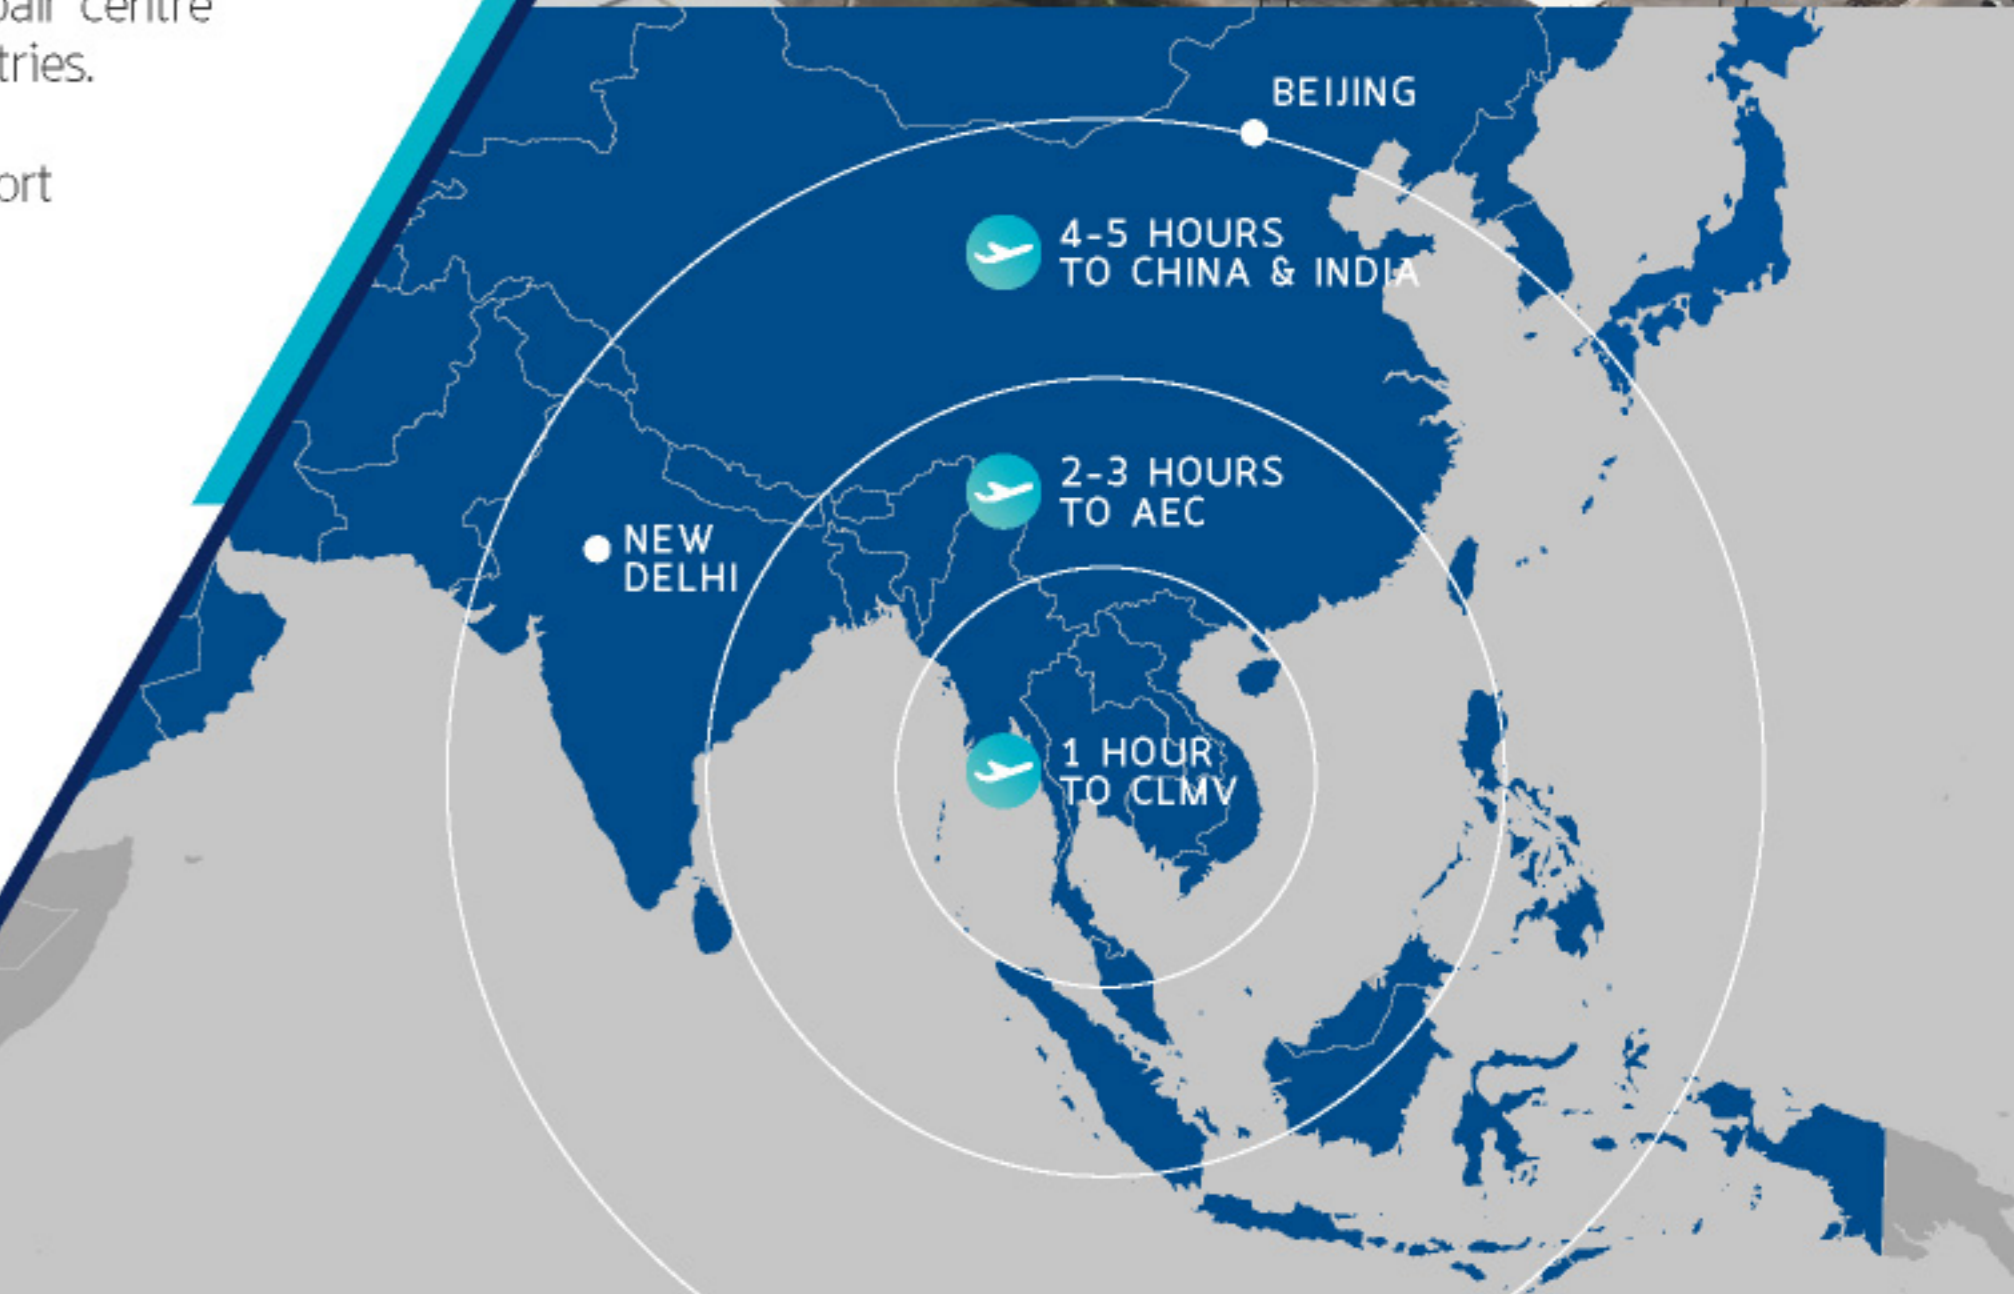 centre
tries.
ort
BEIJING
4-5 HOURS
TO CHINA & INDIA
2-3 HOURS
TO AEC
NEW
DELHI
1 HOUR
TO CLMV